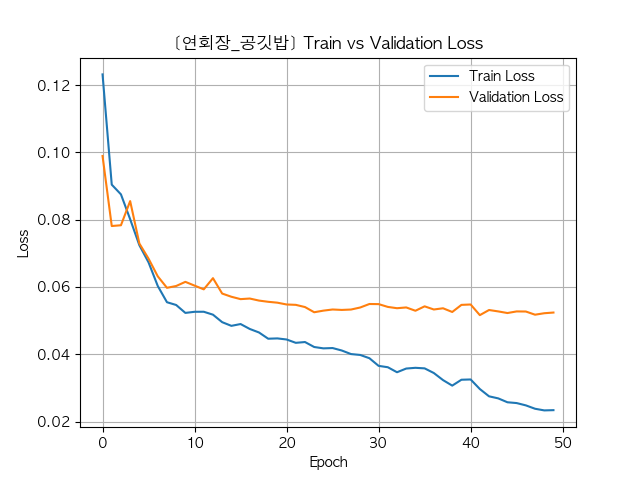 [연회장_공깃밥] Train vs Validation Loss
Train Loss
Validation Loss
Loss
0.12
0.10
0.08
0.06
0.04
0.02
0 10 20 30 40 50
Epoch